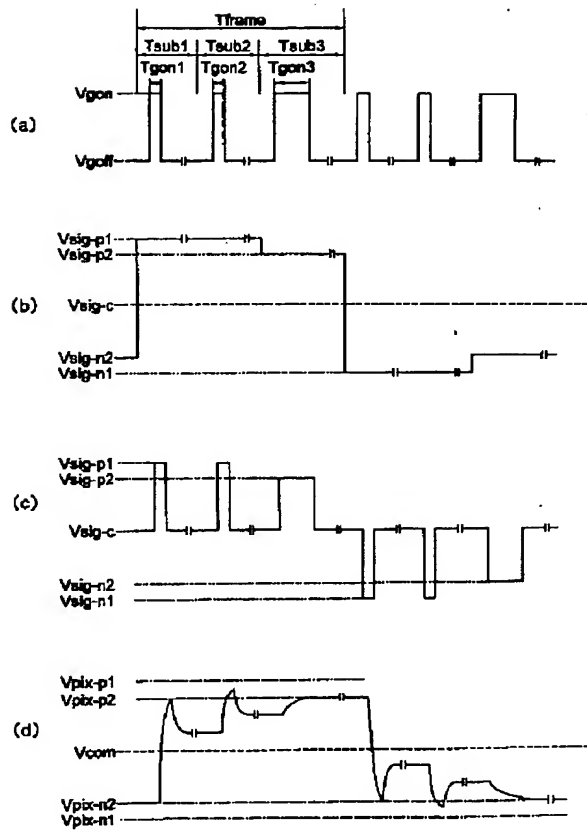 Tframe
Tsub1 Tsub2 Tsub3
Tgon1 Tgon2 Tgon3
Vgon
(a)
Vgoff
Vsig-p1
Vsig-p2
(b) Vsig-c
Vsig-n2
Vsig-n1
Vsig-p1
Vsig-p2
(c)
Vsig-c
Vsig-n2
Vsig-n1
Vpix-p1
Vpix-p2
(d)
Vcom
Vpix-n2
Vpix-n1